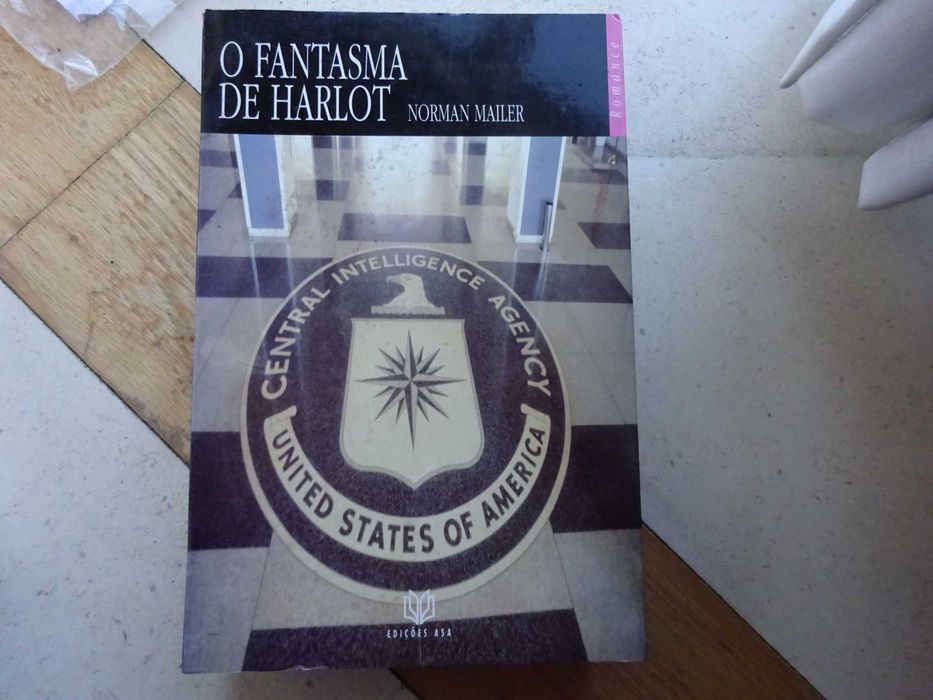 O FANTASMA
DE HARLOT NORMAN MAILER
Romance
CENTRAL INTELLIGENCE AGENCY
UNITED STATES OF AMERICA
EDIÇÕES ASA